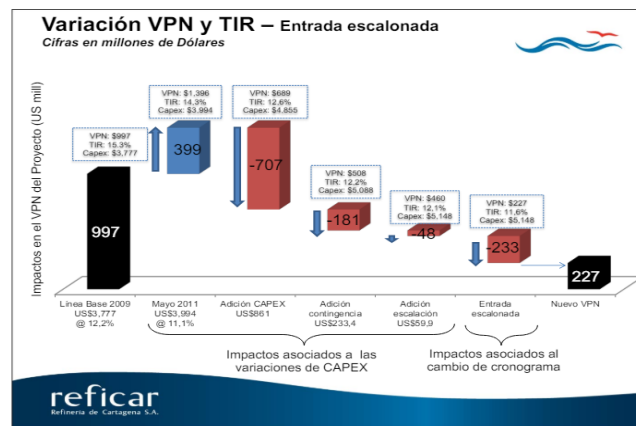 Variación VPN y TIR – Entrada escalonada
Cifras en millones de Dólares
Impactos en el VPN del Proyecto (US mill)
VPN: $997
TIR: 15.3%
Capex: $3,777
997
VPN: $1,396
TIR: 14,3%
Capex: $3,994
399
VPN: $689
TIR: 12,6%
Capex: $4,855
-707
VPN: $508
TIR: 12,2%
Capex: $5,088
-181
VPN: $460
TIR: 12,1%
Capex: $5,148
-48
VPN: $227
TIR: 11,6%
Capex: $5,148
-233
227
Línea Base 2009
US$3,777
@ 12,2%
Mayo 2011
US$3,994
@ 11,1%
Adición CAPEX
US$861
Adición
contingencia
US$233,4
Adición
escalación
US$59,9
Entrada
escalonada
Nuevo VPN
Impactos asociados a las
variaciones de CAPEX
Impactos asociados al
cambio de cronograma
reficar
Refinería de Cartagena S.A.